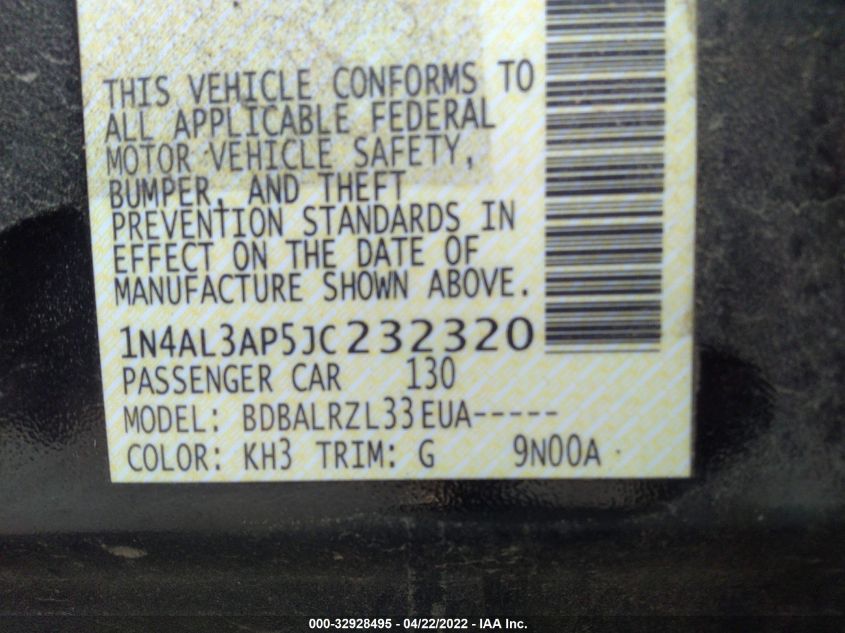 THIS VEHICLE CONFORMS TO
ALL APPLICABLE FEDERAL
MOTOR VEHICLE SAFETY,
BUMPER, AND THEFT
PREVENTION STANDARDS IN
EFFECT ON THE DATE OF
MANUFACTURE SHOWN ABOVE.
1N4AL3AP5JC232320
PASSENGER CAR 130
MODEL: BDBALRZL33EUA-----
COLOR: KH3 TRIM: G 9N00A
000-32928495 - 04/22/2022 - IAA Inc.